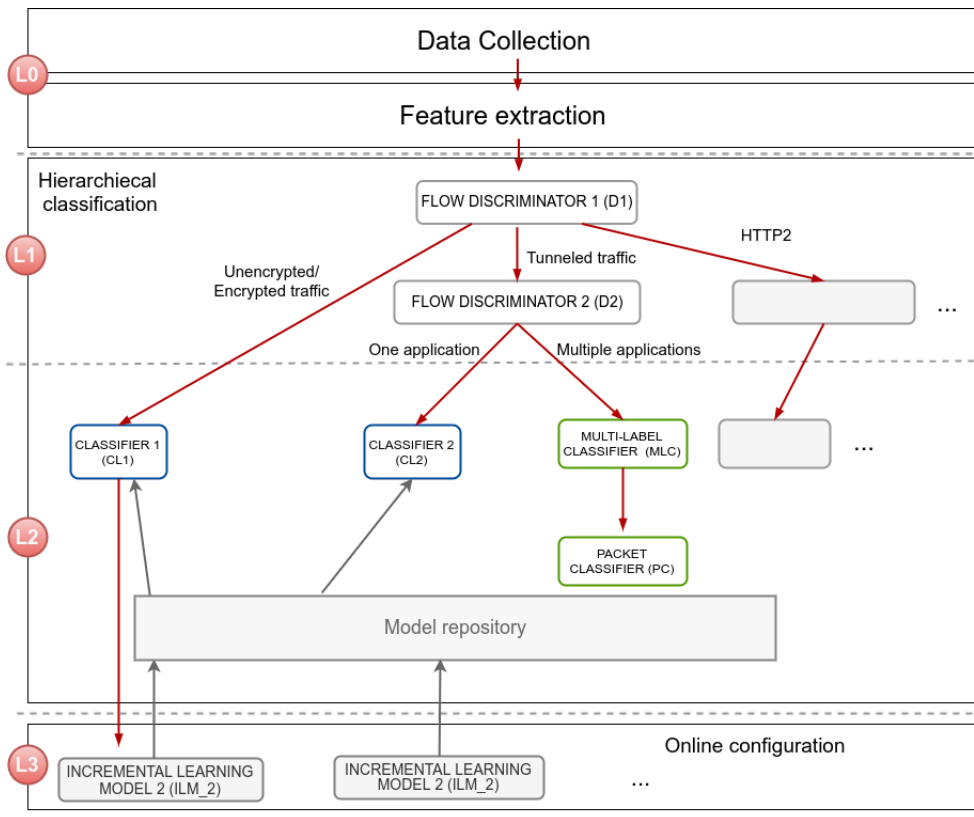 Data Collection
L0
Feature extraction
Hierarchiecal
classification
FLOW DISCRIMINATOR 1 (D1)
HTTP2
L1
Tunneled traffic
Unencrypted/
Encrypted traffic
FLOW DISCRIMINATOR 2 (D2)
...
One application
Multiple applications
CLASSIFIER 1
(CL1)
CLASSIFIER 2
(CL2)
MULTI-LABEL
CLASSIFIER (MLC)
...
L2
PACKET
CLASSIFIER (PC)
Model repository
L3
Online configuration
INCREMENTAL LEARNING
MODEL 2 (ILM_2)
INCREMENTAL LEARNING
MODEL 2 (ILM_2)
...